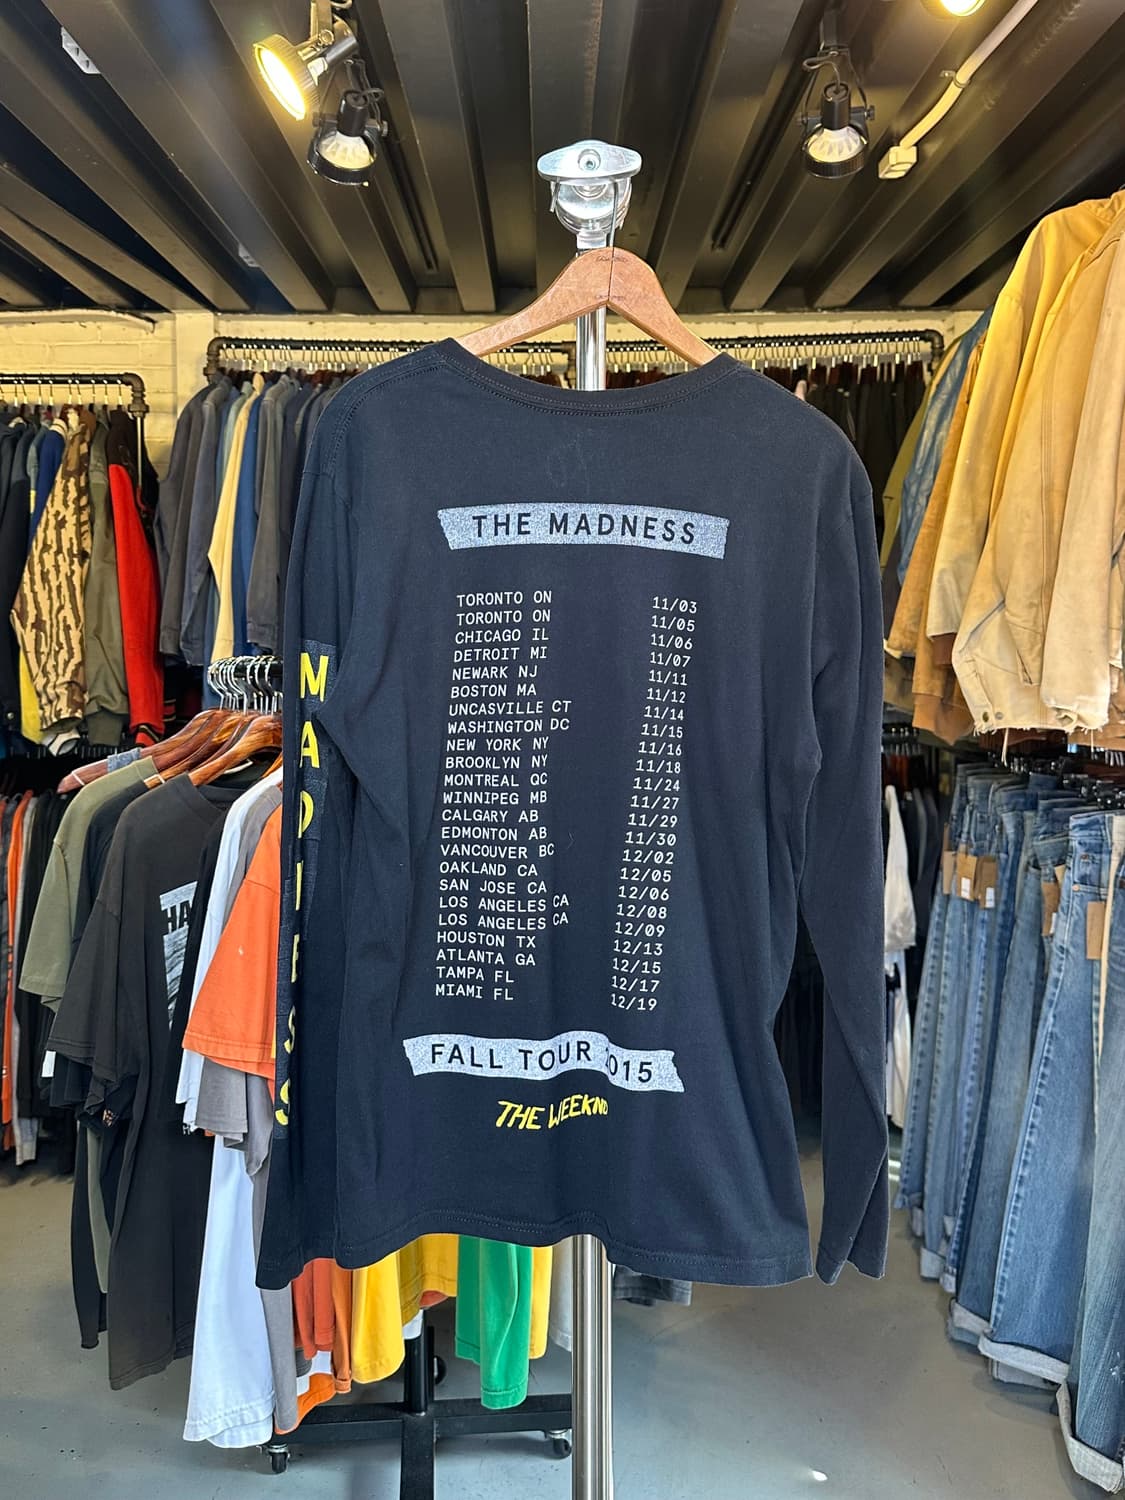 THE MADNESS
TORONTO ON 11/03
TORONTO ON 11/05
CHICAGO IL 11/06
DETROIT MI 11/07
NEWARK NJ 11/11
BOSTON MA 11/12
UNCASVILLE CT 11/14
WASHINGTON DC 11/15
NEW YORK NY 11/16
BROOKLYN NY 11/18
MONTREAL QC 11/24
WINNIPEG MB 11/27
CALGARY AB 11/29
EDMONTON AB 11/30
VANCOUVER BC 12/02
OAKLAND CA 12/05
SAN JOSE CA 12/06
LOS ANGELES CA 12/08
LOS ANGELES CA 12/09
HOUSTON TX 12/13
ATLANTA GA 12/15
TAMPA FL 12/17
MIAMI FL 12/19
FALL TOUR 2015
THE WEEKND
MADNESS